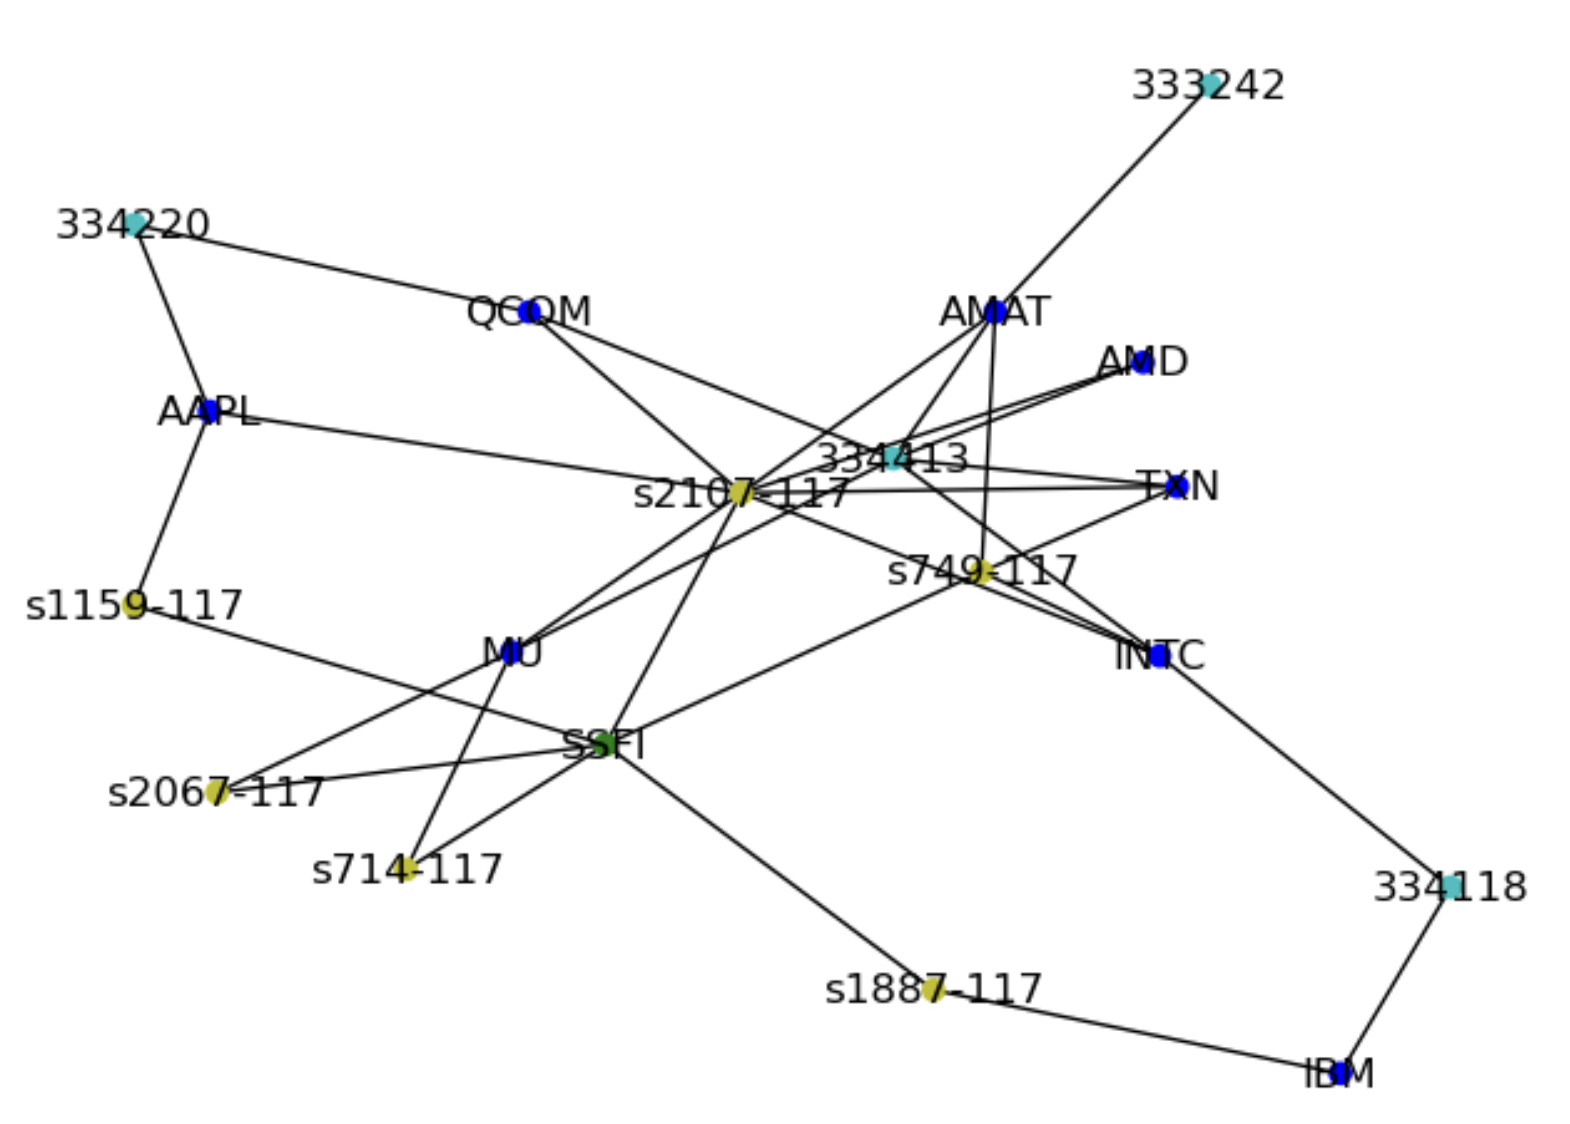 333242
334220
QCOM
AMAT
AMD
AAPL
334413
s2107-117
TXN
s749-117
s1159-117
MU
INTC
SSFI
s2067-117
s714-117
334118
s1887-117
IBM